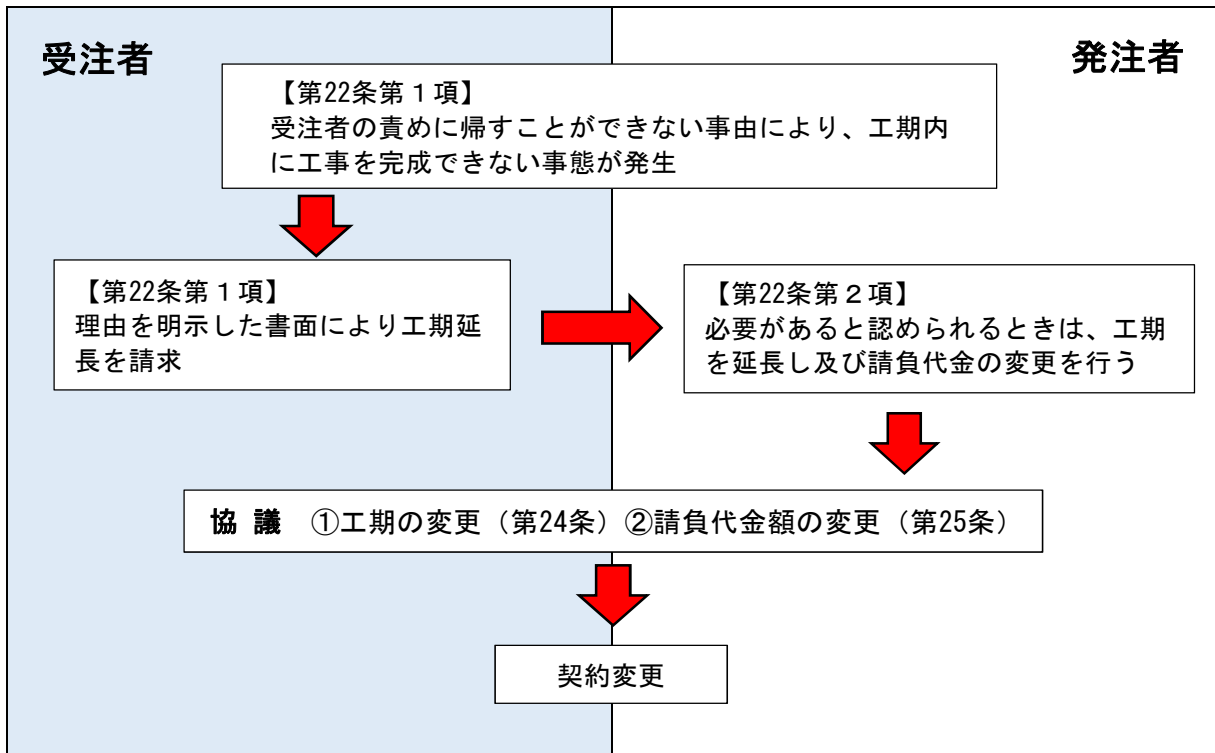 受注者
発注者
【第22条第１項】
受注者の責めに帰すことができない事由により、工期内
に工事を完成できない事態が発生
【第22条第１項】
理由を明示した書面により工期延
長を請求
【第22条第２項】
必要があると認められるときは、工期
を延長し及び請負代金の変更を行う
協 議　①工期の変更（第24条）②請負代金額の変更（第25条）
契約変更